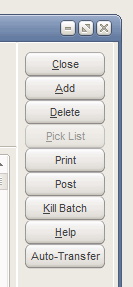 Close
Add
Delete
Pick List
Print
Post
Kill Batch
Help
Auto-Transfer